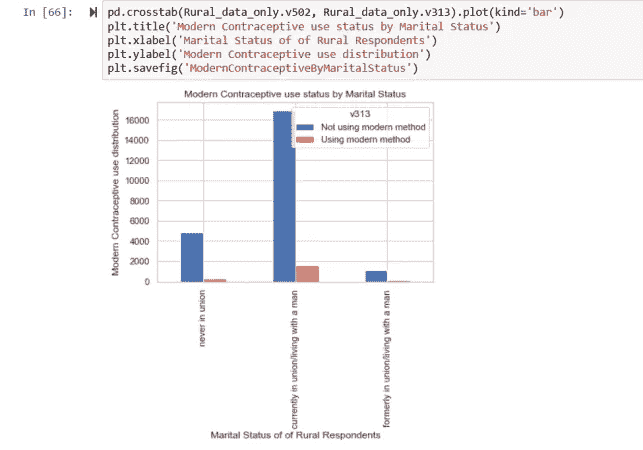 In [66]:
pd.crosstab(Rural_data_only.v502, Rural_data_only.v313).plot(kind='bar')
plt.title('Modern Contraceptive use status by Marital Status')
plt.xlabel('Marital Status of of Rural Respondents')
plt.ylabel('Modern Contraceptive use distribution')
plt.savefig('ModernContraceptiveByMaritalStatus')
Modern Contraceptive use status by Marital Status
v313
Not using modern method
Using modern method
Modern Contraceptive use distribution
16000
14000
12000
10000
8000
6000
4000
2000
0
never in union
currently in union/living with a man
formerly in union/living with a man
Marital Status of of Rural Respondents